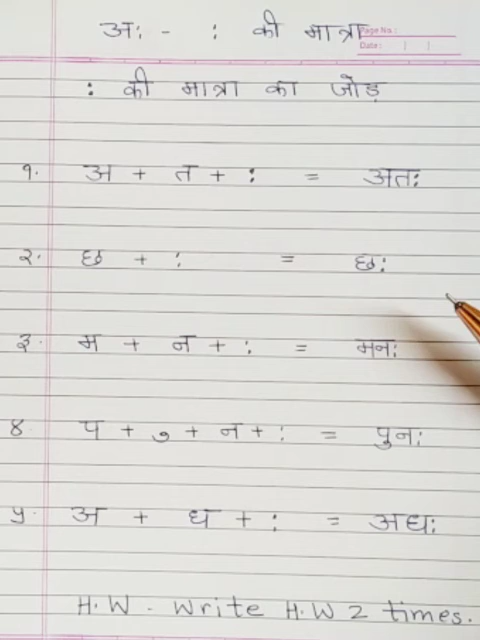 अः - : की मात्रा
Page No :
Date :
: की मात्रा का जोड़
१. अ + त + : = अतः
२. छ + : = छः
३. म + न + : = मनः
४ प + ु + न + : = पुनः
५. अ + ध + : = अधः
H.W - Write H.W 2 times.